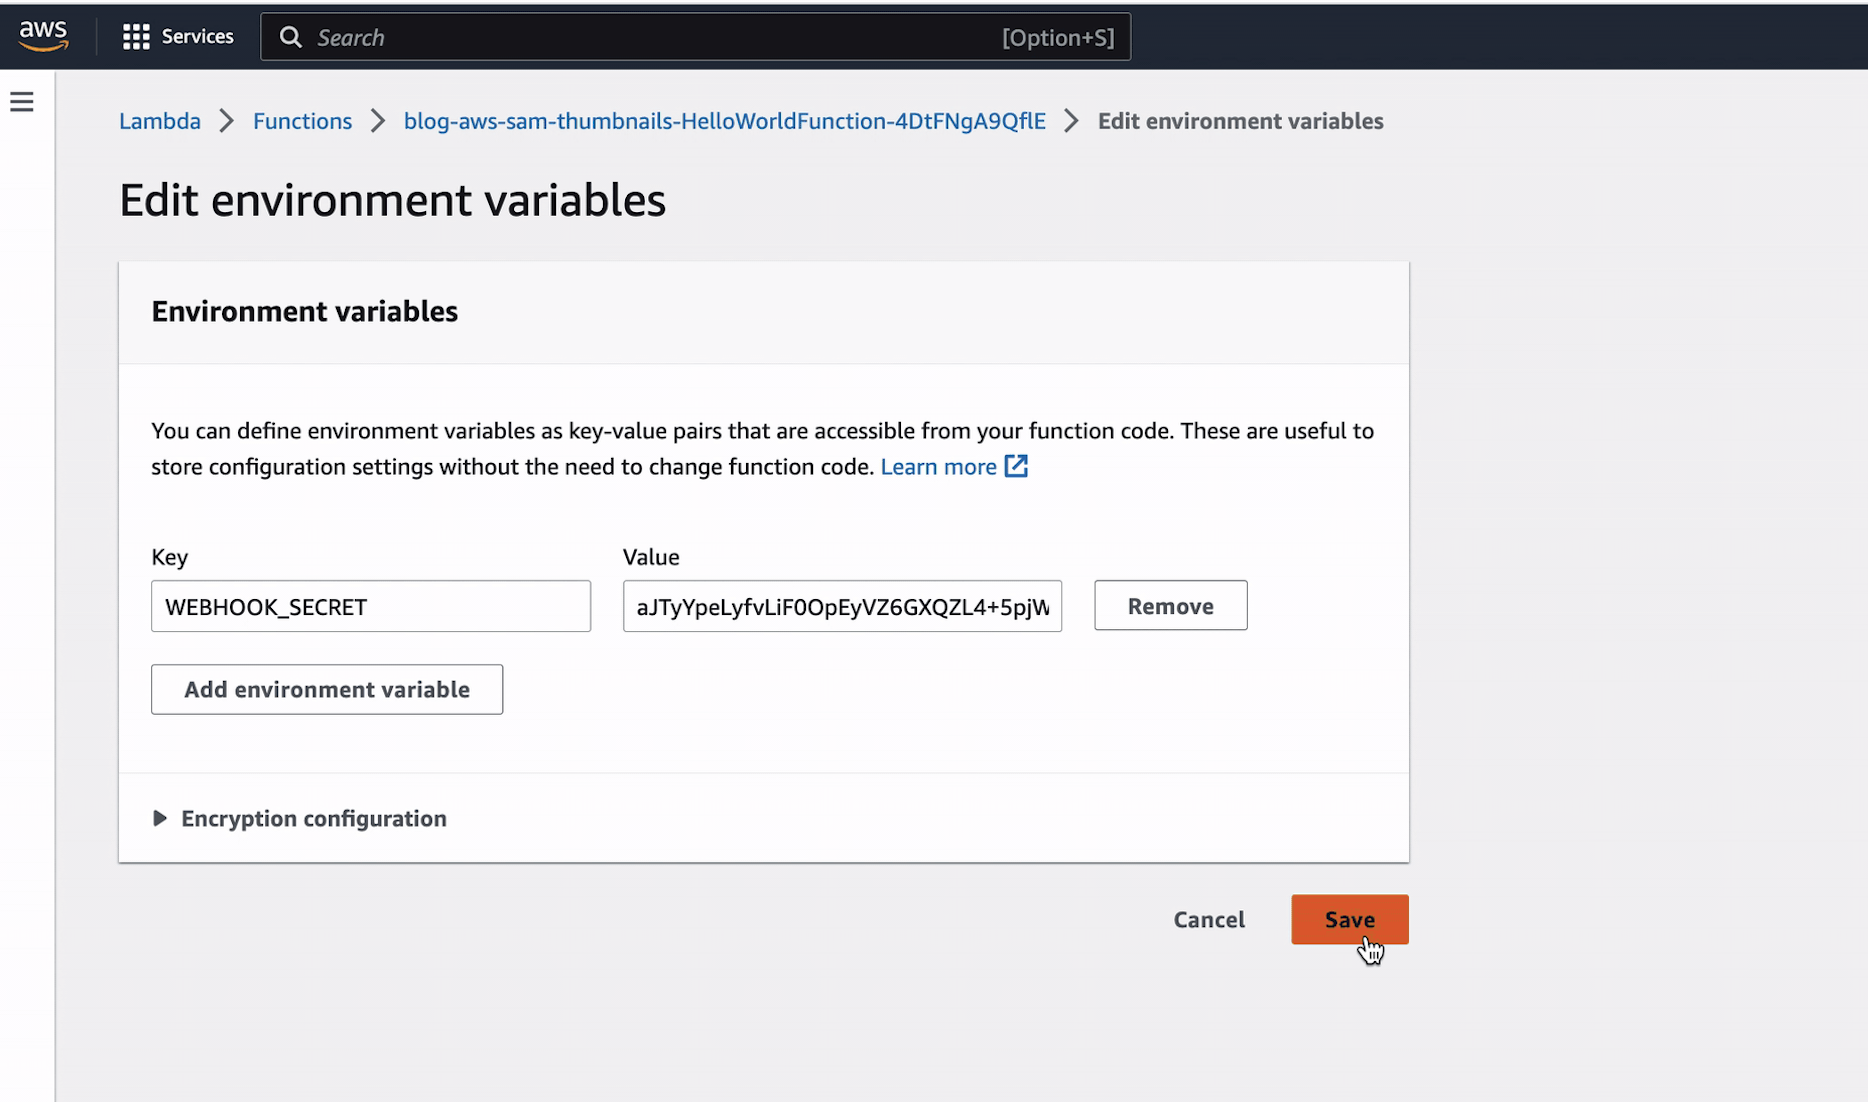 aws Services Search [Option+S]
Lambda Functions blog-aws-sam-thumbnails-HelloWorldFunction-4DtFNgA9QflE Edit environment variables
Edit environment variables
Environment variables
You can define environment variables as key-value pairs that are accessible from your function code. These are useful to
store configuration settings without the need to change function code. Learn more
Key Value
WEBHOOK_SECRET aJTyYpeLyfvLiF0OpEyVZ6GXQZL4+5pjW Remove
Add environment variable
Encryption configuration
Cancel Save